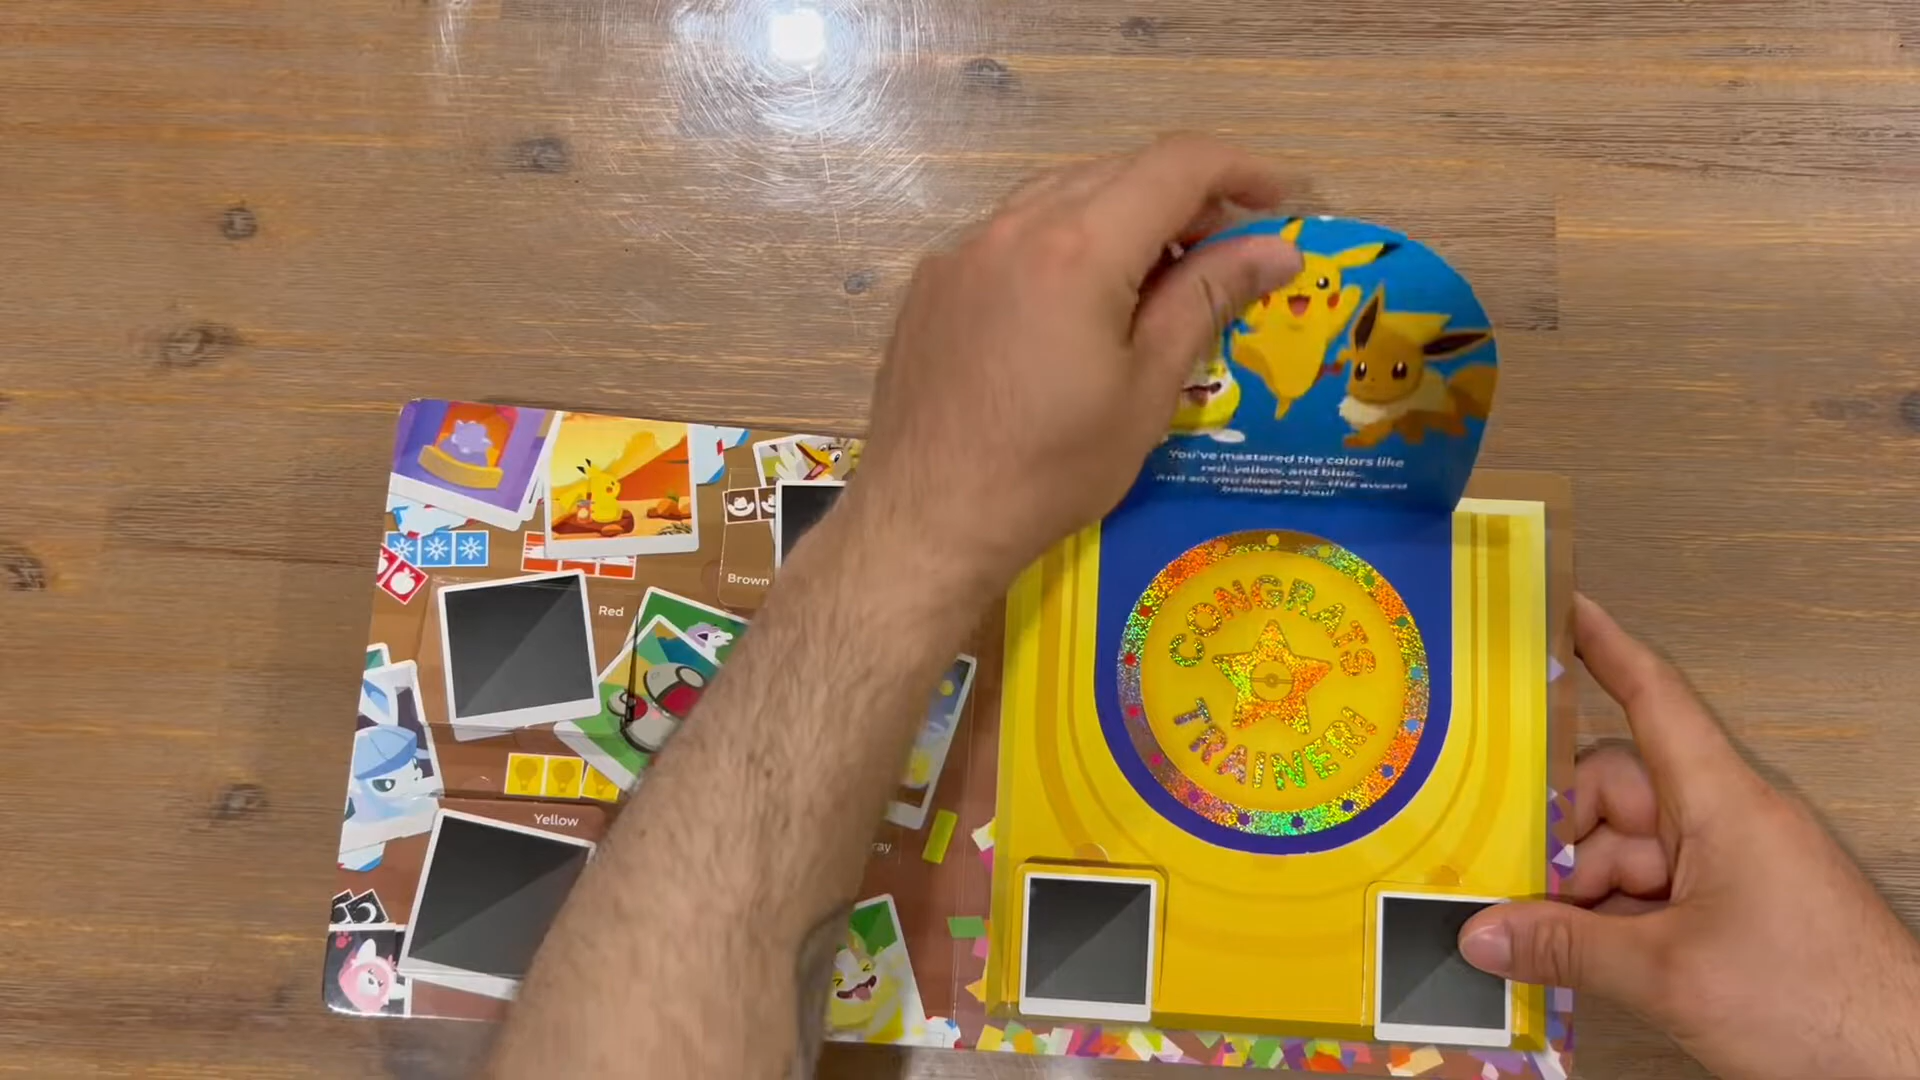 You've mastered the colors like
red, yellow, and blue...
And so, you deserve it—this award
belongs to you!
CONGRATS
TRAINER!
Brown
Red
Yellow
ray